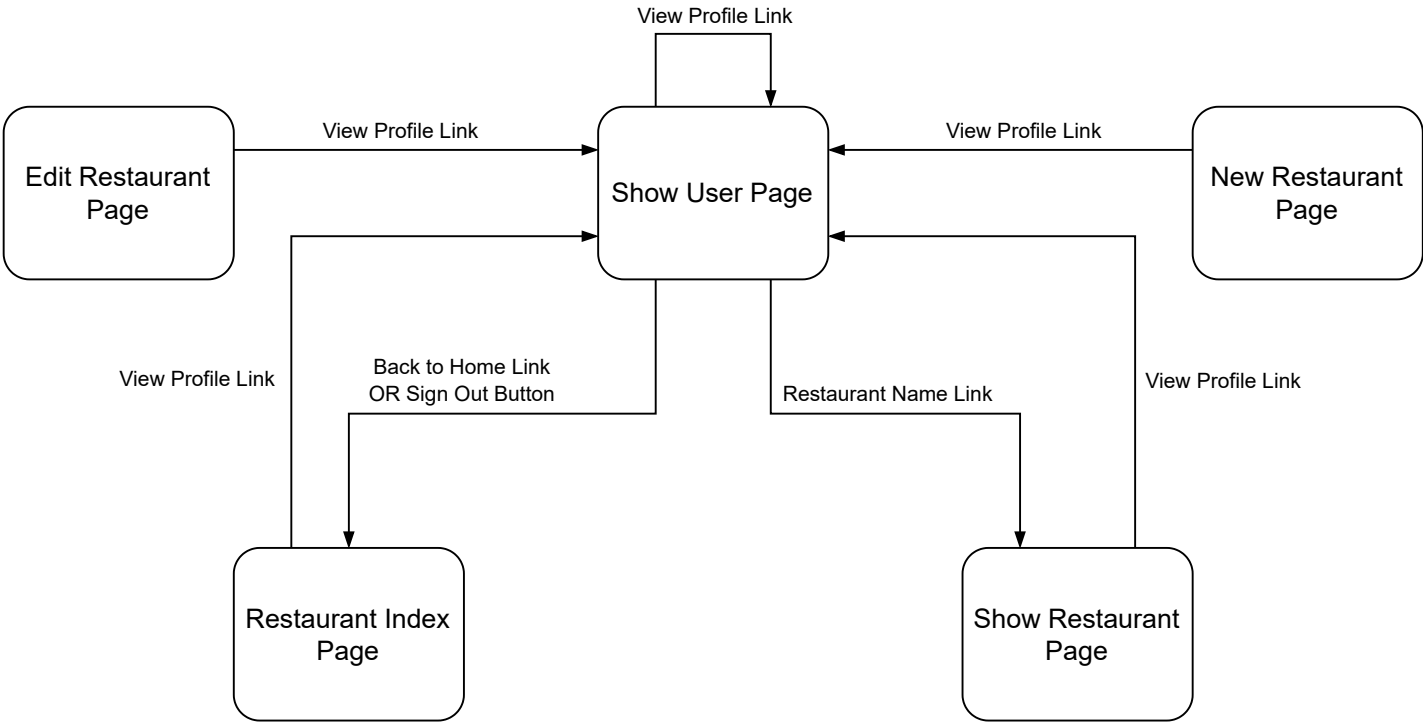 View Profile Link
View Profile Link
View Profile Link
Edit Restaurant
Page
Show User Page
New Restaurant
Page
Back to Home Link
OR Sign Out Button
View Profile Link
Restaurant Name Link
View Profile Link
Restaurant Index
Page
Show Restaurant
Page